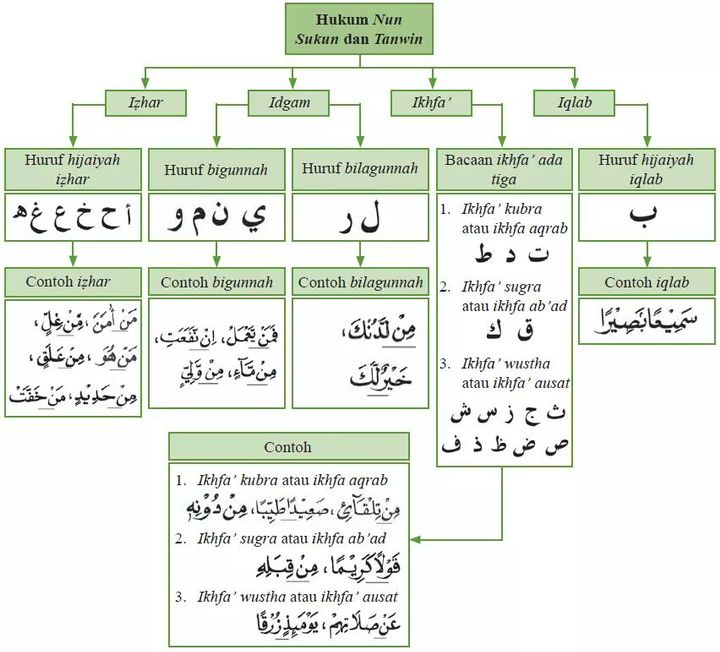 Hukum Nun
Sukun dan Tanwin
Iẓhar
Idgam
Ikhfa’
Iqlab
Huruf hijaiyah
iẓhar
أ ح خ ع غ ه
Contoh iẓhar
مَنْ اٰمَنَ، مِّنْ غِلٍّ،
مَنْ هُوَ، مِنْ عَلَقٍ،
مِنْ حَدِيْدٍ، مَنْ خَفَّتْ
Huruf bigunnah
ي ن م و
Contoh bigunnah
فَمَنْ يَّعْمَلْ، اِنْ نَّفَعَتِ،
مِنْ مَّآءٍ، مِنْ وَّلِيٍّ
Huruf bilagunnah
ل ر
Contoh bilagunnah
مِنْ لَّدُنْكَ،
خَيْرٌ لَّكَ
Bacaan ikhfa’ ada
tiga
1. Ikhfa’ kubra
atau ikhfa aqrab
ت د ط
2. Ikhfa’ sugra
atau ikhfa ab’ad
ق ك
3. Ikhfa’ wustha
atau ikhfa’ ausat
ث ج ز س ش
ص ض ظ ذ ف
Huruf hijaiyah
iqlab
ب
Contoh iqlab
سَمِيْعًا بَصِيْرًا
Contoh
1. Ikhfa’ kubra atau ikhfa aqrab
مِنْ تِلْقَآئِ، صَعِيْدًا طَيِّبًا، مِنْ دُوْنِهٖ
2. Ikhfa’ sugra atau ikhfa ab’ad
قَوْلًا كَرِيْمًا، مِنْ قَبْلِهِ
3. Ikhfa’ wustha atau ikhfa’ ausat
عَنْ صَلَاتِهِمْ، يَوْمَئِذٍ زُرْقًا